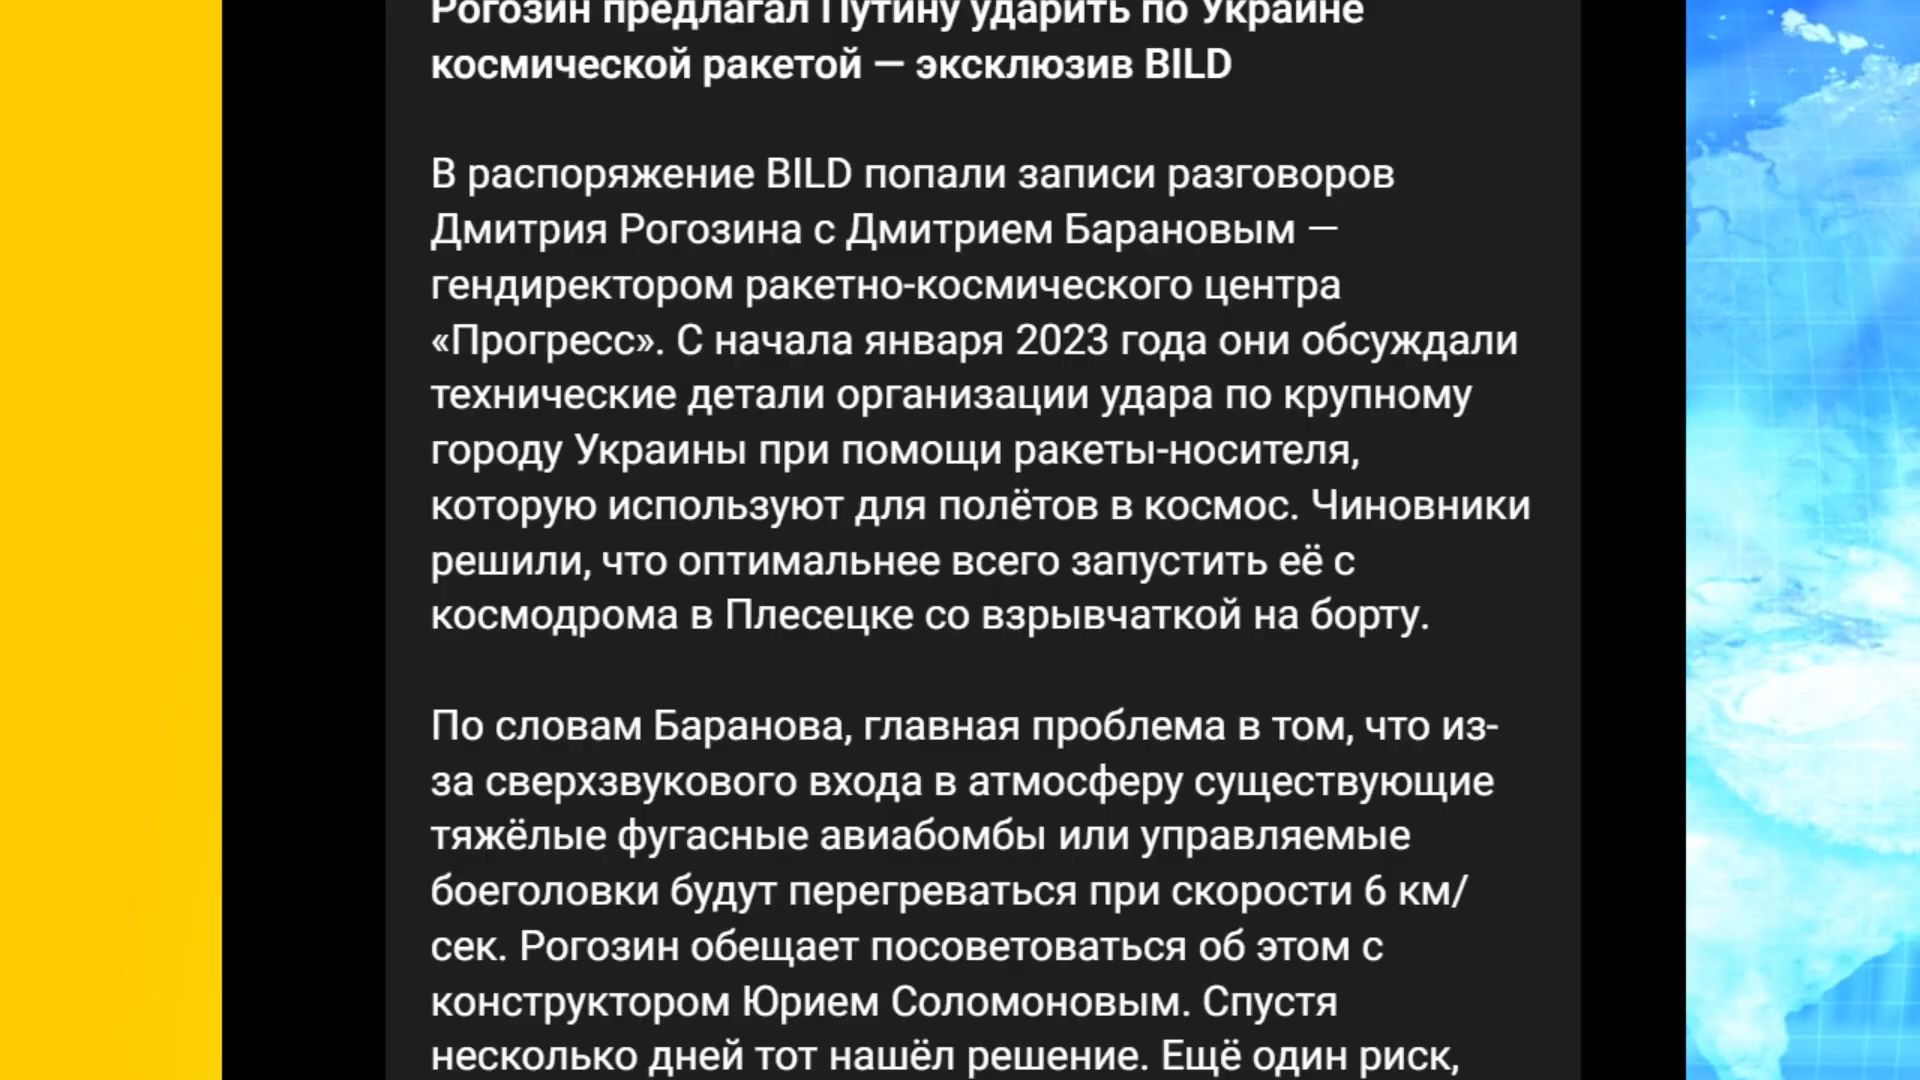 Рогозин предлагал Путину ударить по Украине
космической ракетой — эксклюзив BILD
В распоряжение BILD попали записи разговоров
Дмитрия Рогозина с Дмитрием Барановым —
гендиректором ракетно-космического центра
«Прогресс». С начала января 2023 года они обсуждали
технические детали организации удара по крупному
городу Украины при помощи ракеты-носителя,
которую используют для полётов в космос. Чиновники
решили, что оптимальнее всего запустить её с
космодрома в Плесецке со взрывчаткой на борту.
По словам Баранова, главная проблема в том, что из-
за сверхзвукового входа в атмосферу существующие
тяжёлые фугасные авиабомбы или управляемые
боеголовки будут перегреваться при скорости 6 км/
сек. Рогозин обещает посоветоваться об этом с
конструктором Юрием Соломоновым. Спустя
несколько дней тот нашёл решение. Ещё один риск,